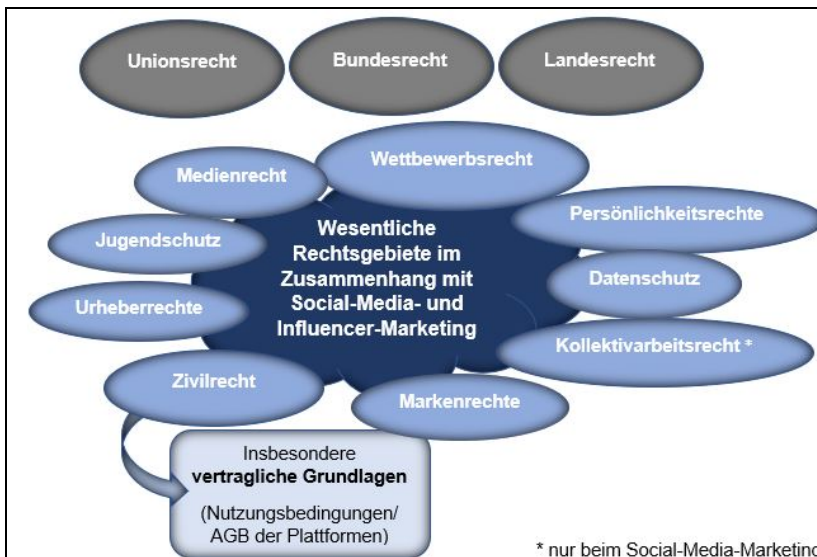 Unionsrecht
Bundesrecht
Landesrecht
Wettbewerbsrecht
Medienrecht
Persönlichkeitsrechte
Jugendschutz
Wesentliche
Rechtsgebiete im
Zusammenhang mit
Social-Media- und
Influencer-Marketing
Datenschutz
Urheberrechte
Kollektivarbeitsrecht *
Zivilrecht
Markenrechte
Insbesondere
vertragliche Grundlagen
(Nutzungsbedingungen/
AGB der Plattformen)
* nur beim Social-Media-Marketing